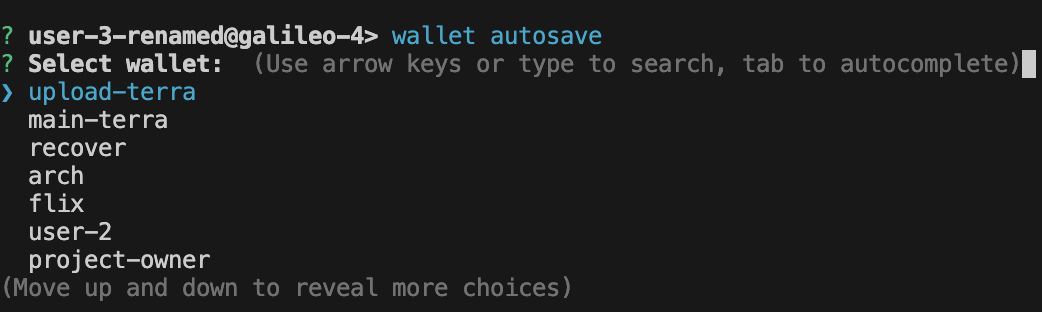 ? user-3-renamed@galileo-4> wallet autosave
? Select wallet:  (Use arrow keys or type to search, tab to autocomplete)
❯ upload-terra
  main-terra
  recover
  arch
  flix
  user-2
  project-owner
(Move up and down to reveal more choices)